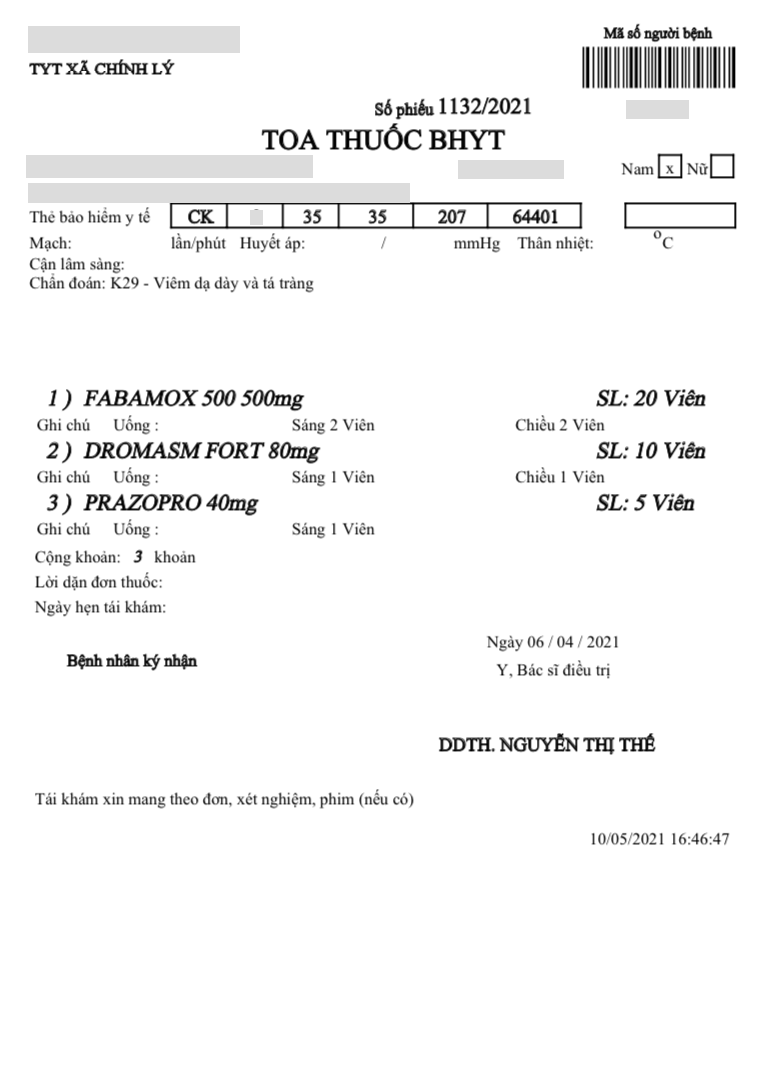 Mã số người bệnh
TYT XÃ CHÍNH LÝ
Số phiếu 1132/2021
TOA THUỐC BHYT
Nam x Nữ
Thẻ bảo hiểm y tế CK 35 35 207 64401
Mạch: lần/phút Huyết áp: / mmHg Thân nhiệt: °C
Cận lâm sàng:
Chẩn đoán: K29 - Viêm dạ dày và tá tràng
1 ) FABAMOX 500 500mg SL: 20 Viên
Ghi chú Uống : Sáng 2 Viên Chiều 2 Viên
2 ) DROMASM FORT 80mg SL: 10 Viên
Ghi chú Uống : Sáng 1 Viên Chiều 1 Viên
3 ) PRAZOPRO 40mg SL: 5 Viên
Ghi chú Uống : Sáng 1 Viên
Cộng khoản: 3 khoản
Lời dặn đơn thuốc:
Ngày hẹn tái khám:
Ngày 06 / 04 / 2021
Bệnh nhân ký nhận
Y, Bác sĩ điều trị
DDTH. NGUYỄN THỊ THẾ
Tái khám xin mang theo đơn, xét nghiệm, phim (nếu có)
10/05/2021 16:46:47